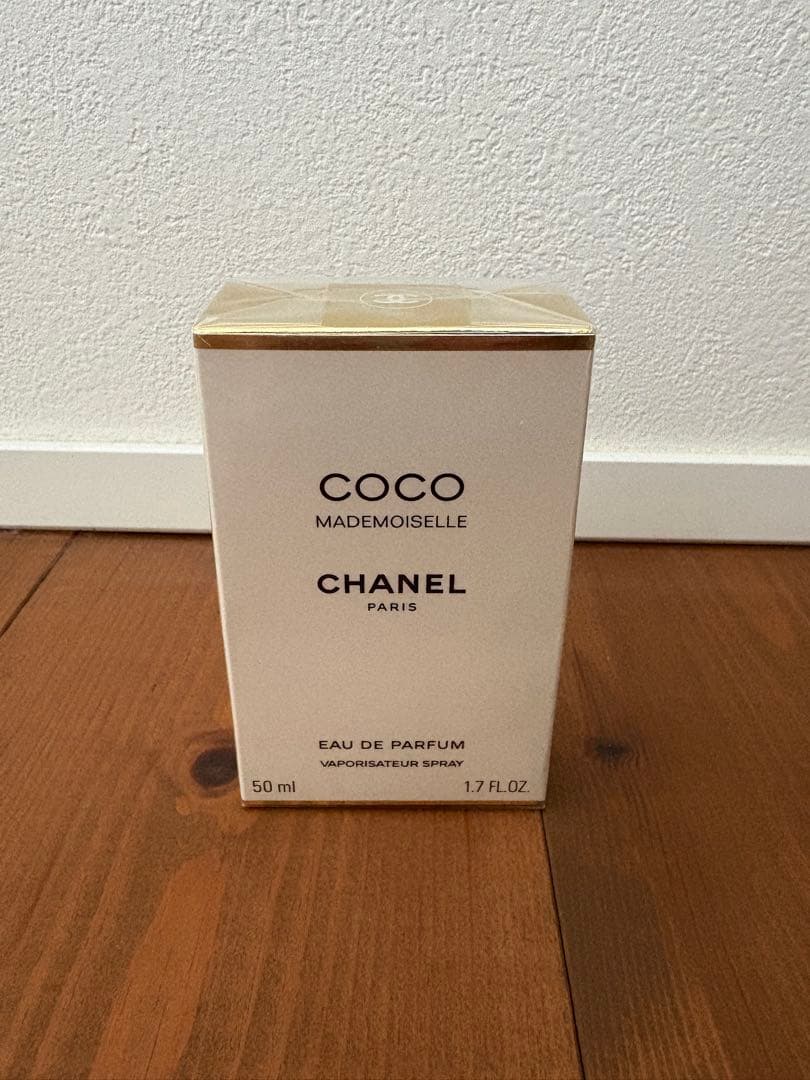 COCO
MADEMOISELLE
CHANEL
PARIS
EAU DE PARFUM
VAPORISATEUR SPRAY
50 ml 1.7 FL.OZ.